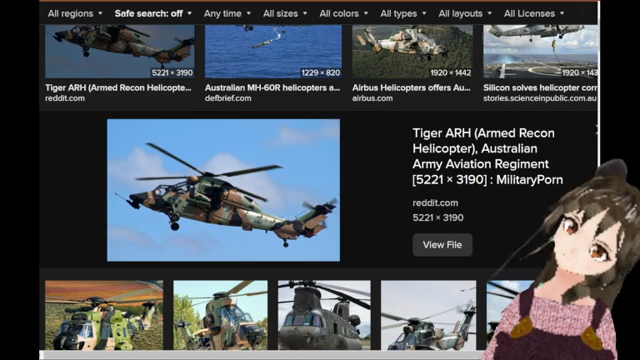 All regions Safe search: off Any time All sizes All colors All types All layouts All Licenses
5221 × 3190 1229 × 820 1920 × 1442 1920 × 143
Tiger ARH (Armed Recon Helicopte... Australian MH-60R helicopters a... Airbus Helicopters offers Au... Silicon solves helicopter corr
reddit.com defbrief.com airbus.com stories.scienceinpublic.com.au
Tiger ARH (Armed Recon
Helicopter), Australian
Army Aviation Regiment
[5221 × 3190] : MilitaryPorn
reddit.com
5221 × 3190
View File